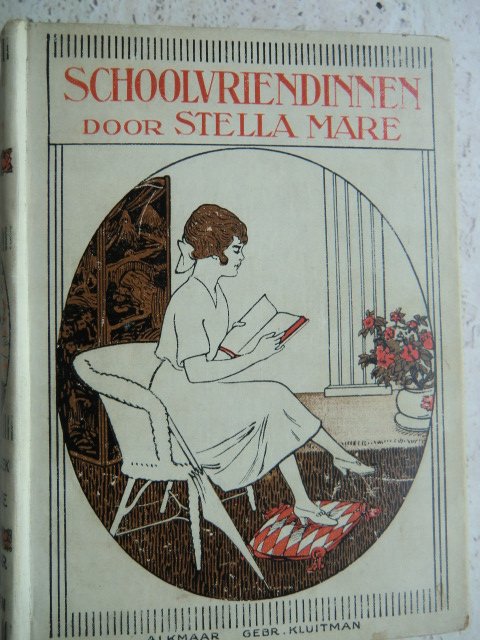 SCHOOLVRIENDINNEN
DOOR STELLA MARE
ALKMAAR GEBR. KLUITMAN